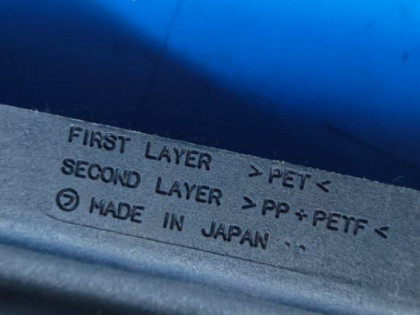 FIRST LAYER >PET<
SECOND LAYER >PP+PETF<
MADE IN JAPAN